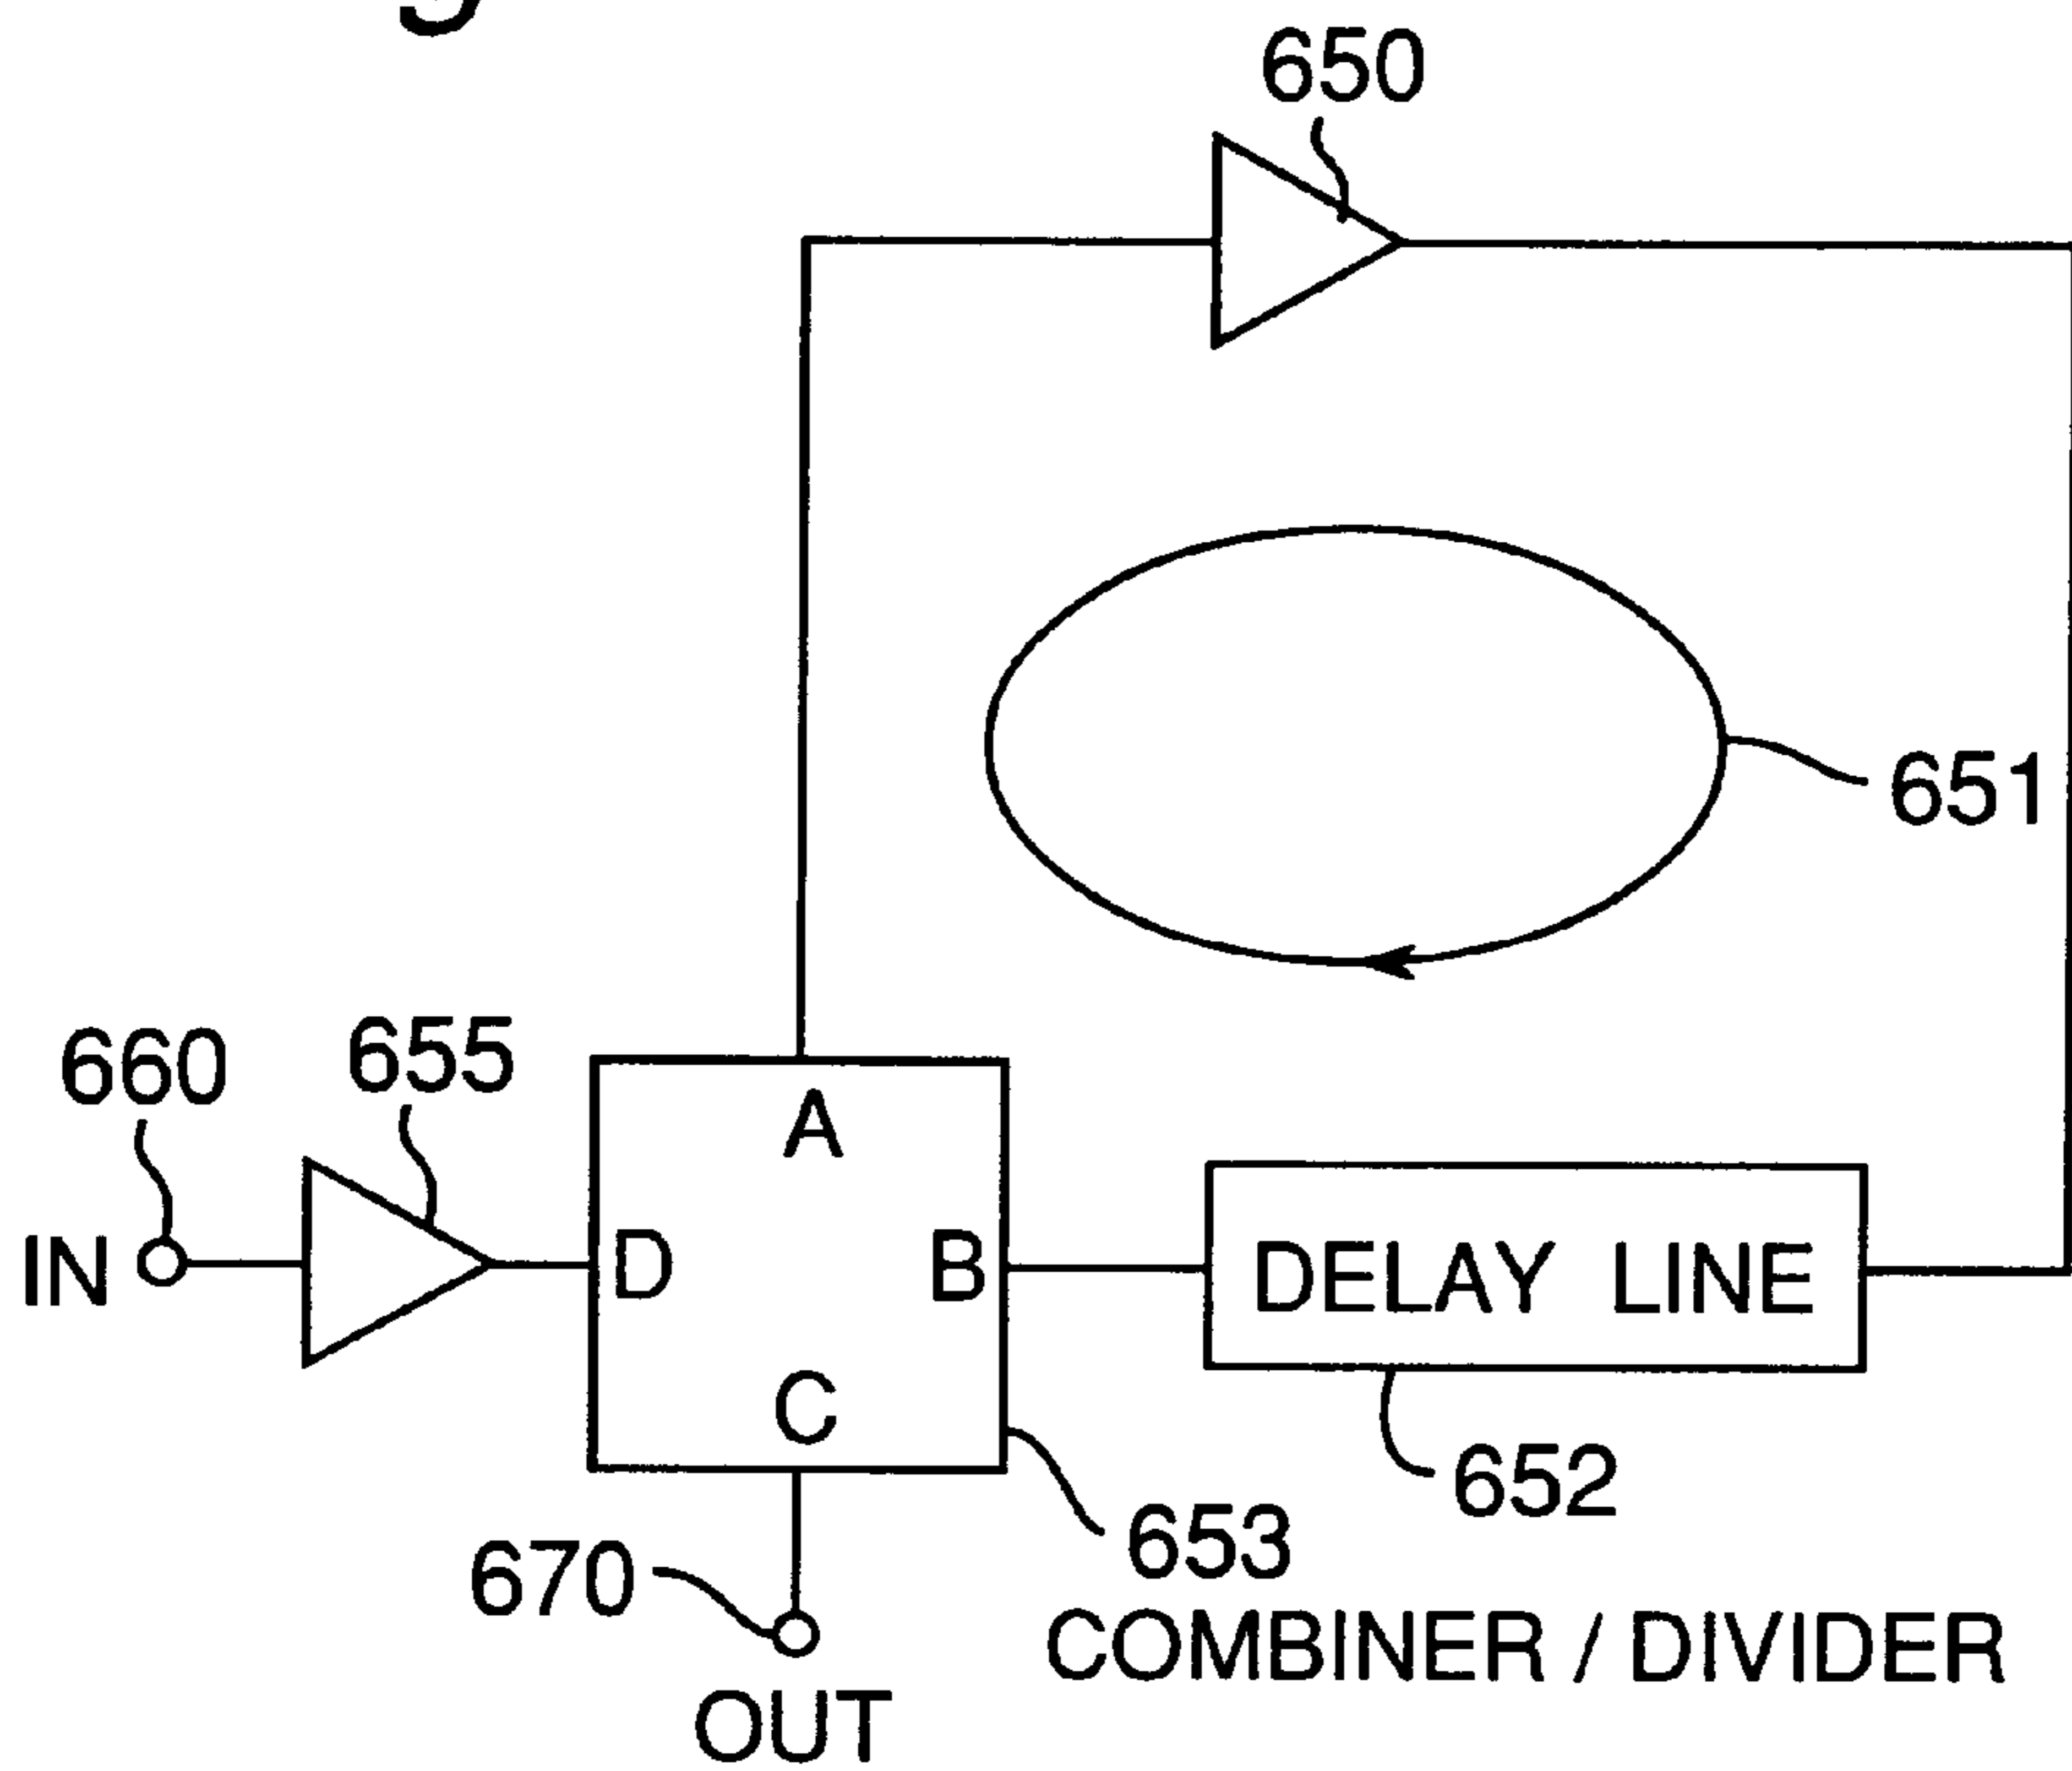 650
651
660
655
A
IN
D
B
DELAY LINE
C
652
653
670
COMBINER / DIVIDER
OUT